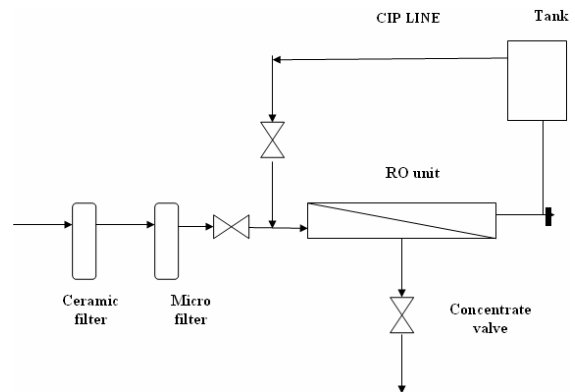 CIP LINE
Tank
RO unit
Ceramic
filter
Micro
filter
Concentrate
valve